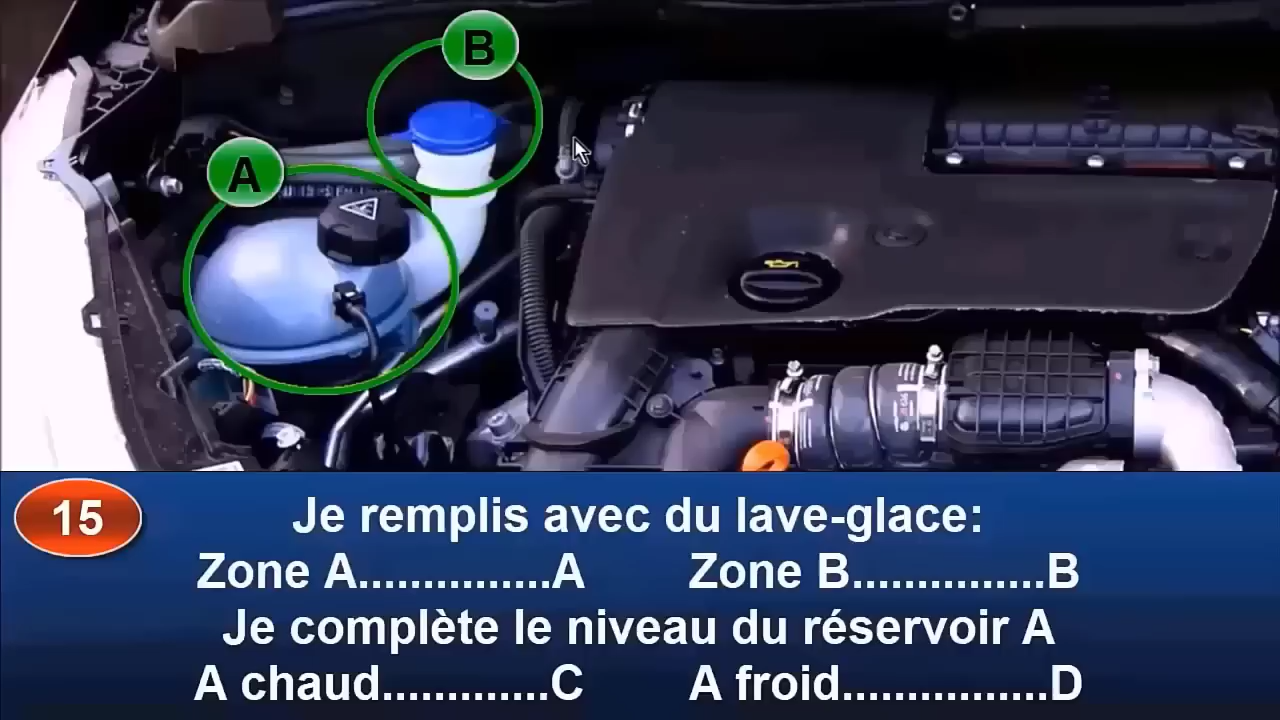 B
A
15
Je remplis avec du lave-glace:
Zone A...............A Zone B...............B
Je complète le niveau du réservoir A
A chaud.............C A froid................D